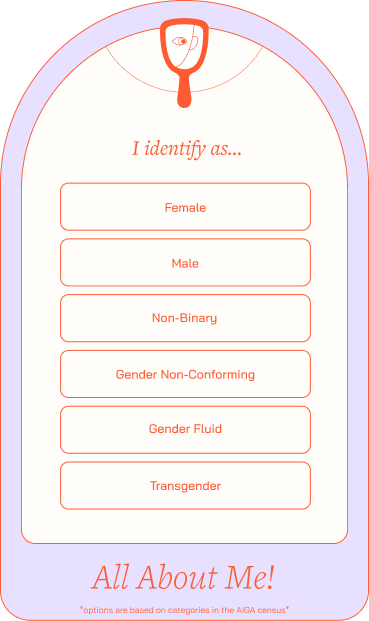 I identify as...
Female
Male
Non-Binary
Gender Non-Conforming
Gender Fluid
Transgender
All About Me!
*options are based on categories in the AIGA census*